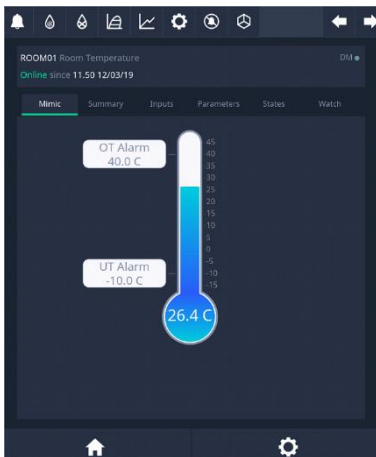 ROOM01 Room Temperature
DM
Online since 11.50 12/03/19
Mimic Summary Inputs Parameters States Watch
OT Alarm
40.0 C
45
40
35
30
25
20
15
10
5
0
-5
UT Alarm
-10.0 C
-10
-15
26.4 C